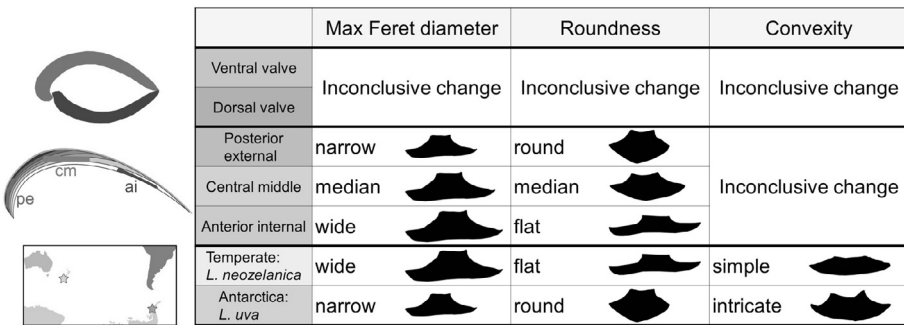 Max Feret diameter Roundness Convexity
Ventral valve
Inconclusive change Inconclusive change Inconclusive change
Dorsal valve
Posterior
external
narrow round
cm
pe
ai
Central middle median median
Inconclusive change
Anterior internal wide flat
Temperate:
L. neozelanica
wide flat simple
Antarctica:
L. uva
narrow round intricate